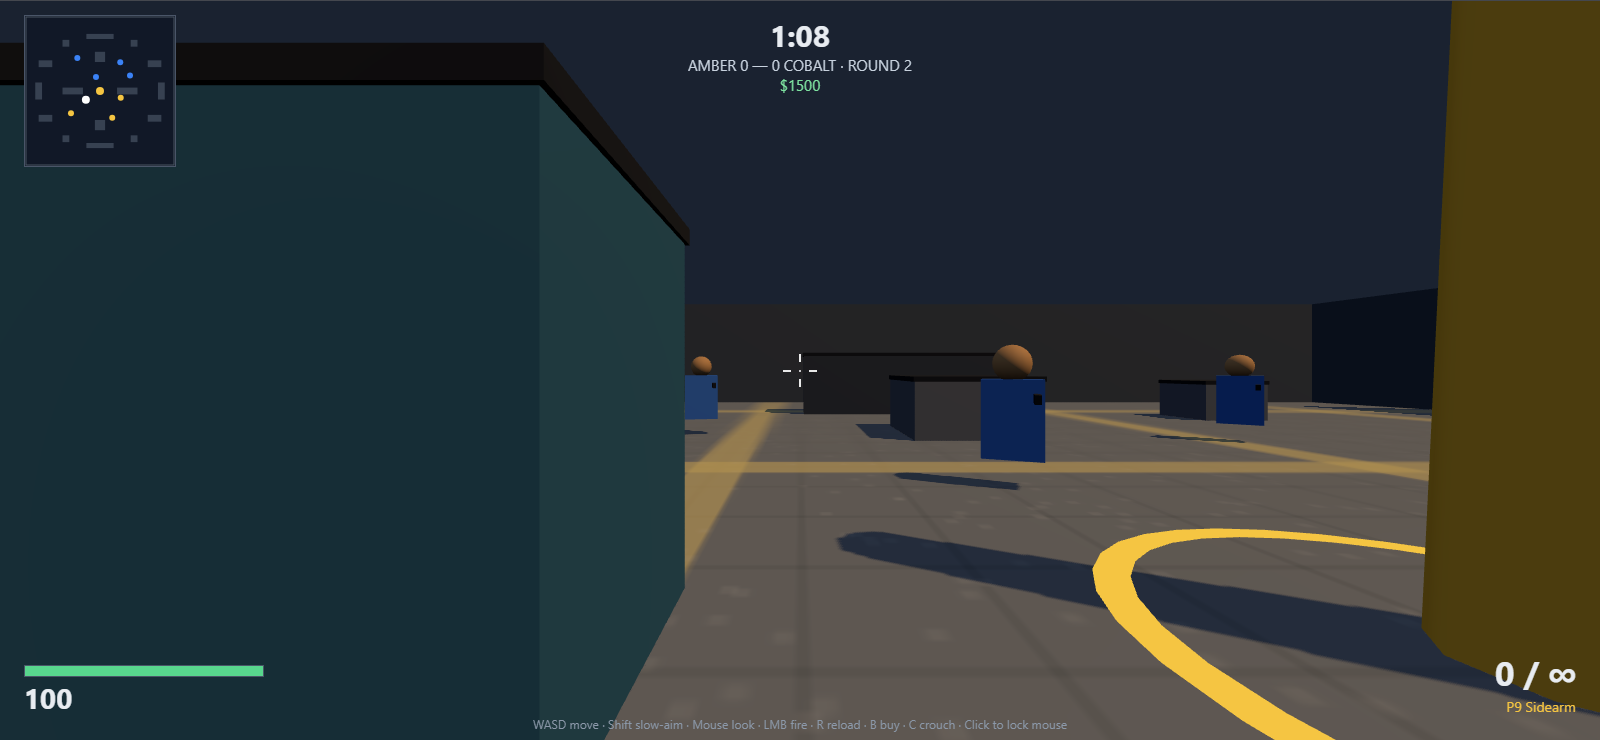 1:08
AMBER 0 — 0 COBALT · ROUND 2
$1500
100
0 / ∞
P9 Sidearm
WASD move · Shift slow-aim · Mouse look · LMB fire · R reload · B buy · C crouch · Click to lock mouse